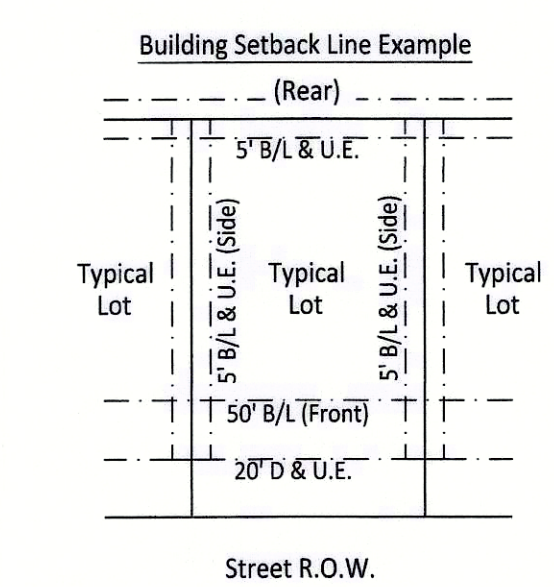 Building Setback Line Example
(Rear)
5' B/L & U.E.
5' B/L & U.E. (Side)
5' B/L & U.E. (Side)
Typical
Lot
Typical
Lot
Typical
Lot
50' B/L (Front)
20' D & U.E.
Street R.O.W.